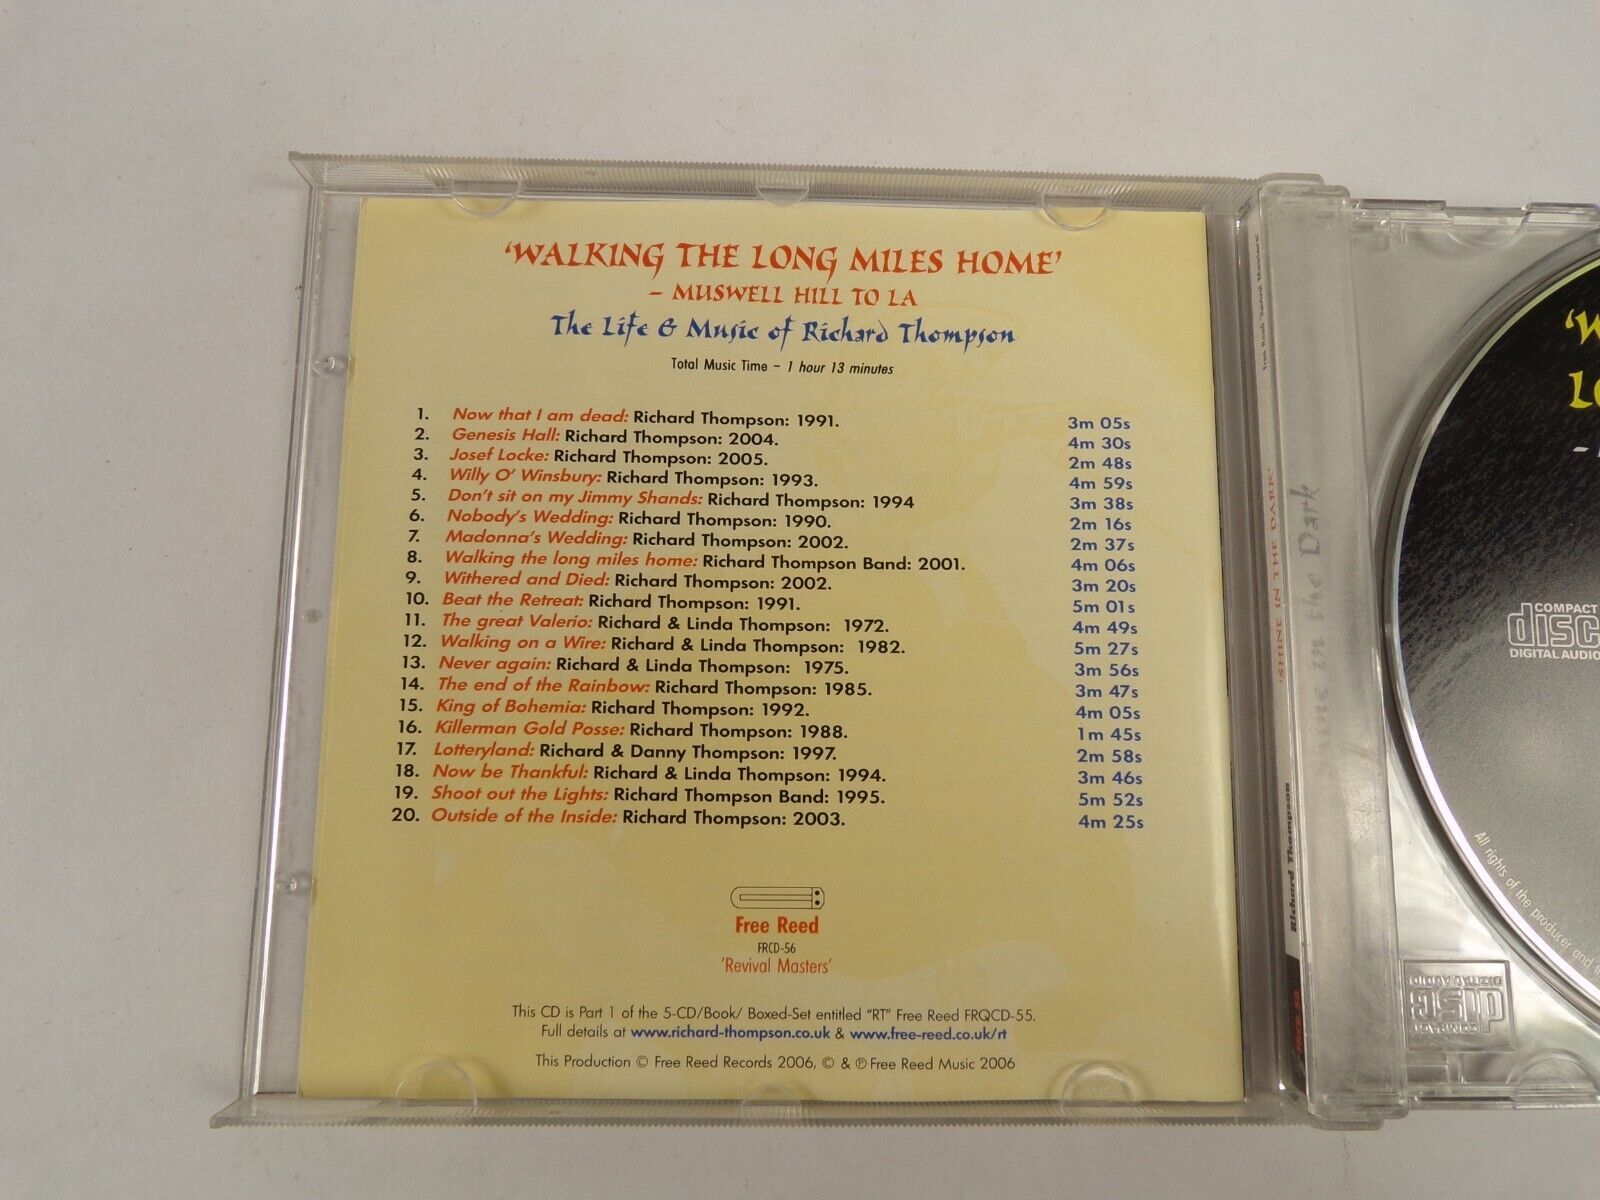 'WALKING THE LONG MILES HOME'
– MUSWELL HILL TO LA
The Life & Music of Richard Thompson
Total Music Time – 1 hour 13 minutes
1. Now that I am dead: Richard Thompson: 1991. 3m 05s
2. Genesis Hall: Richard Thompson: 2004. 4m 30s
3. Josef Locke: Richard Thompson: 2005. 2m 48s
4. Willy O' Winsbury: Richard Thompson: 1993. 4m 59s
5. Don't sit on my Jimmy Shands: Richard Thompson: 1994 3m 38s
6. Nobody's Wedding: Richard Thompson: 1990. 2m 16s
7. Madonna's Wedding: Richard Thompson: 2002. 2m 37s
8. Walking the long miles home: Richard Thompson Band: 2001. 4m 06s
9. Withered and Died: Richard Thompson: 2002. 3m 20s
10. Beat the Retreat: Richard Thompson: 1991. 5m 01s
11. The great Valerio: Richard & Linda Thompson: 1972. 4m 49s
12. Walking on a Wire: Richard & Linda Thompson: 1982. 5m 27s
13. Never again: Richard & Linda Thompson: 1975. 3m 56s
14. The end of the Rainbow: Richard Thompson: 1985. 3m 47s
15. King of Bohemia: Richard Thompson: 1992. 4m 05s
16. Killerman Gold Posse: Richard Thompson: 1988. 1m 45s
17. Lotteryland: Richard & Danny Thompson: 1997. 2m 58s
18. Now be Thankful: Richard & Linda Thompson: 1994. 3m 46s
19. Shoot out the Lights: Richard Thompson Band: 1995. 5m 52s
20. Outside of the Inside: Richard Thompson: 2003. 4m 25s
Free Reed
FRCD-56
'Revival Masters'
This CD is Part 1 of the 5-CD/Book/ Boxed-Set entitled "RT" Free Reed FRQCD-55.
Full details at www.richard-thompson.co.uk & www.free-reed.co.uk/rt
This Production © Free Reed Records 2006, © & ℗ Free Reed Music 2006
Free Reed 'Revival Masters'
'SHINE IN THE DARK'
Richard Thompson
in the Dark
COMPACT
disc
DIGITAL AUDIO
All rights of the producer and
COMPACT
disc
DIGITAL AUDIO